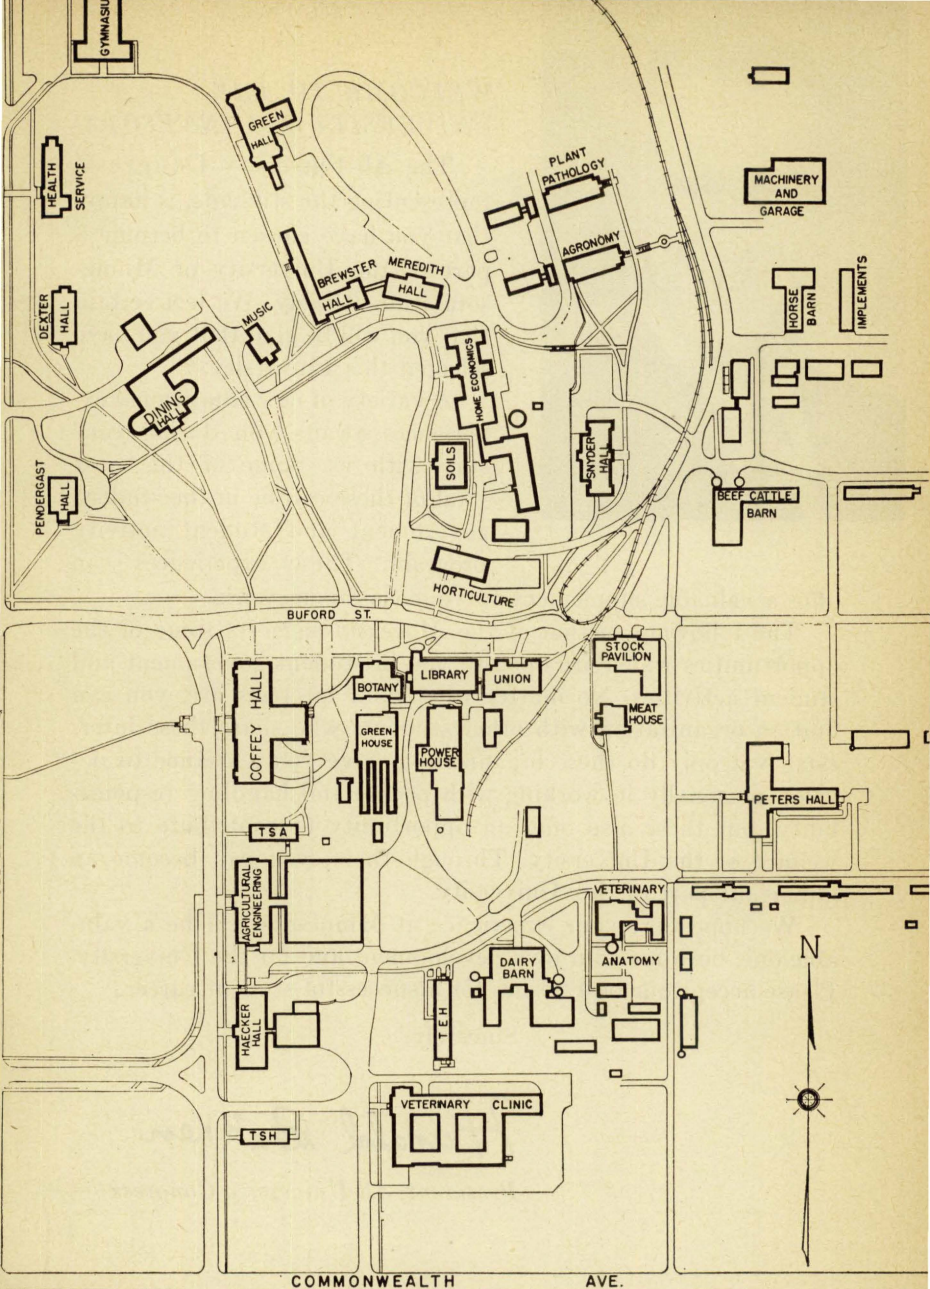 GYMNASIU
GREEN
HALL
HEALTH
SERVICE
PLANT
PATHOLOGY
MACHINERY
AND
GARAGE
AGRONOMY
BREWSTER
HALL
MEREDITH
HALL
DEXTER
HALL
MUSIC
HORSE
BARN
IMPLEMENTS
DINING
HALL
HOME ECONOMICS
SOILS
SNYDER
HALL
PENDERGAST
HALL
BEEF CATTLE
BARN
HORTICULTURE
BUFORD ST.
COFFEY HALL
BOTANY
LIBRARY
UNION
STOCK
PAVILION
MEAT
HOUSE
GREEN-
HOUSE
POWER
HOUSE
PETERS HALL
TSA
AGRICULTURAL
ENGINEERING
VETERINARY
ANATOMY
DAIRY
BARN
N
TEH
HAECKER
HALL
VETERINARY CLINIC
TSH
COMMONWEALTH AVE.